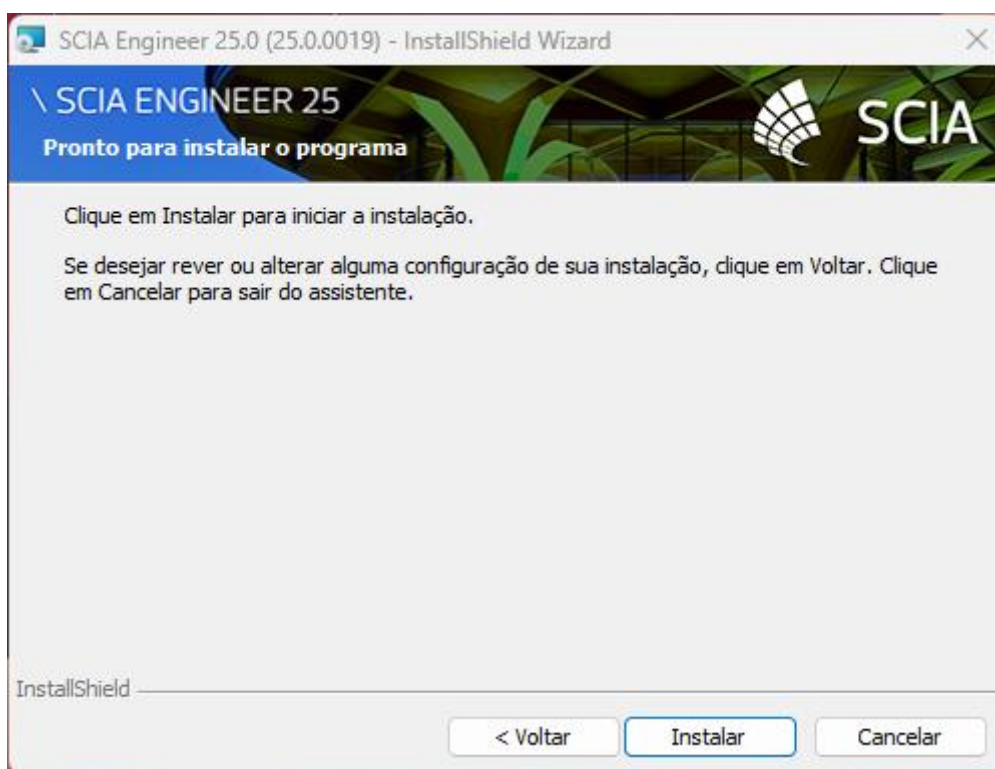 SCIA Engineer 25.0 (25.0.0019) - InstallShield Wizard
\ SCIA ENGINEER 25
Pronto para instalar o programa
SCIA
Clique em Instalar para iniciar a instalação.
Se desejar rever ou alterar alguma configuração de sua instalação, clique em Voltar. Clique
em Cancelar para sair do assistente.
InstallShield
< Voltar
Instalar
Cancelar